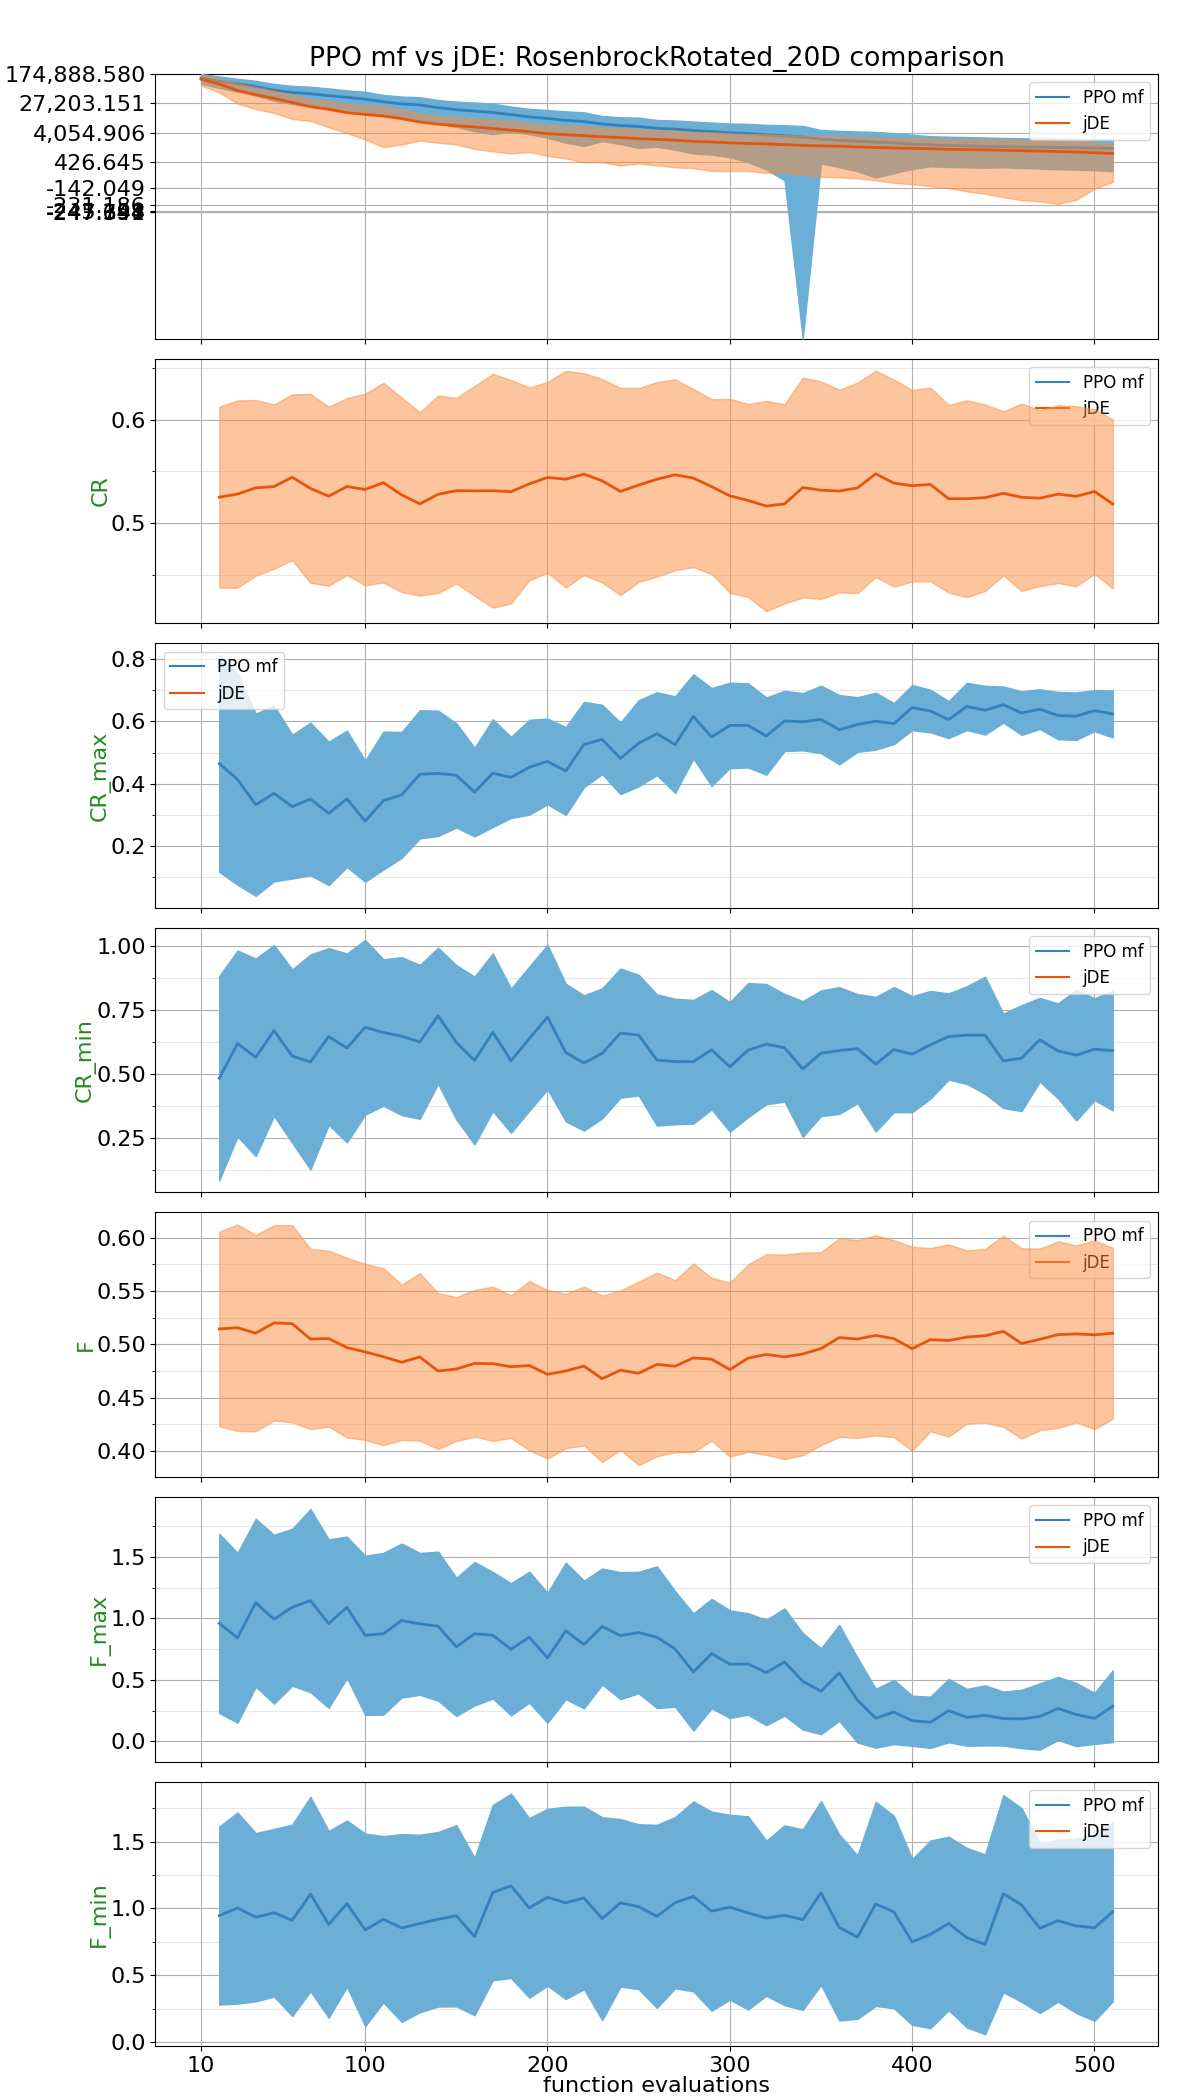 PPO mf vs jDE: RosenbrockRotated_20D comparison
174,888.580
27,203.151
4,054.906
426.645
-142.049
-231.186
PPO mf
jDE
CR
0.6
0.5
PPO mf
jDE
CR_max
0.8
0.6
0.4
0.2
PPO mf
jDE
CR_min
1.00
0.75
0.50
0.25
PPO mf
jDE
F
0.60
0.55
0.50
0.45
0.40
PPO mf
jDE
F_max
1.5
1.0
0.5
0.0
PPO mf
jDE
F_min
1.5
1.0
0.5
0.0
PPO mf
jDE
10 100 200 300 400 500
function evaluations